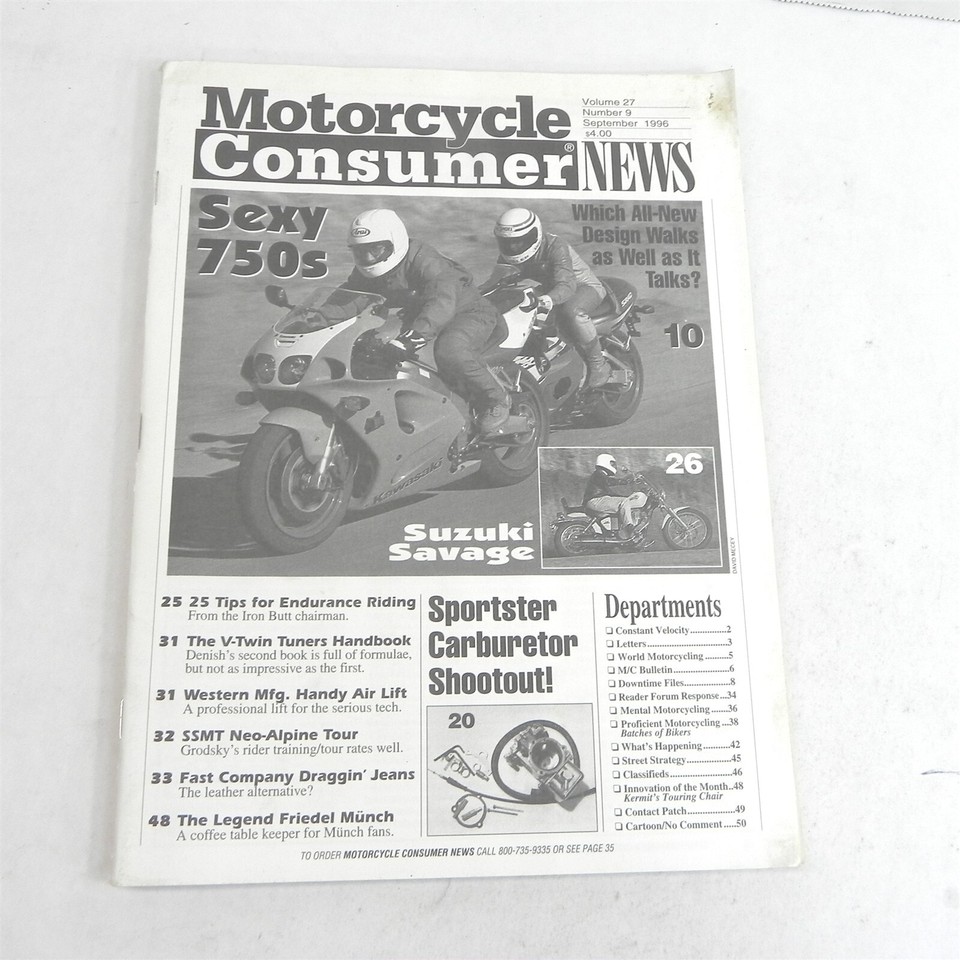 Motorcycle
Consumer® NEWS
Volume 27
Number 9
September 1996
$4.00
Sexy
750s
Which All-New
Design Walks
as Well as It
Talks?
10
Arai
Kawasaki
26
Suzuki
Savage
DAVID MECEY
25 25 Tips for Endurance Riding
From the Iron Butt chairman.
31 The V-Twin Tuners Handbook
Denish's second book is full of formulae,
but not as impressive as the first.
31 Western Mfg. Handy Air Lift
A professional lift for the serious tech.
32 SSMT Neo-Alpine Tour
Grodsky's rider training/tour rates well.
33 Fast Company Draggin' Jeans
The leather alternative?
48 The Legend Friedel Münch
A coffee table keeper for Münch fans.
Sportster
Carburetor
Shootout!
20
Departments
❏ Constant Velocity..............2
❏ Letters..............................3
❏ World Motorcycling .........5
❏ M/C Bulletin.....................6
❏ Downtime Files.................8
❏ Reader Forum Response...34
❏ Mental Motorcycling ......36
❏ Proficient Motorcycling ...38
Batches of Bikers
❏ What's Happening ..........42
❏ Street Strategy.................45
❏ Classifieds......................46
❏ Innovation of the Month..48
Kermit's Touring Chair
❏ Contact Patch..................49
❏ Cartoon/No Comment .....50
TO ORDER MOTORCYCLE CONSUMER NEWS CALL 800-735-9335 OR SEE PAGE 35